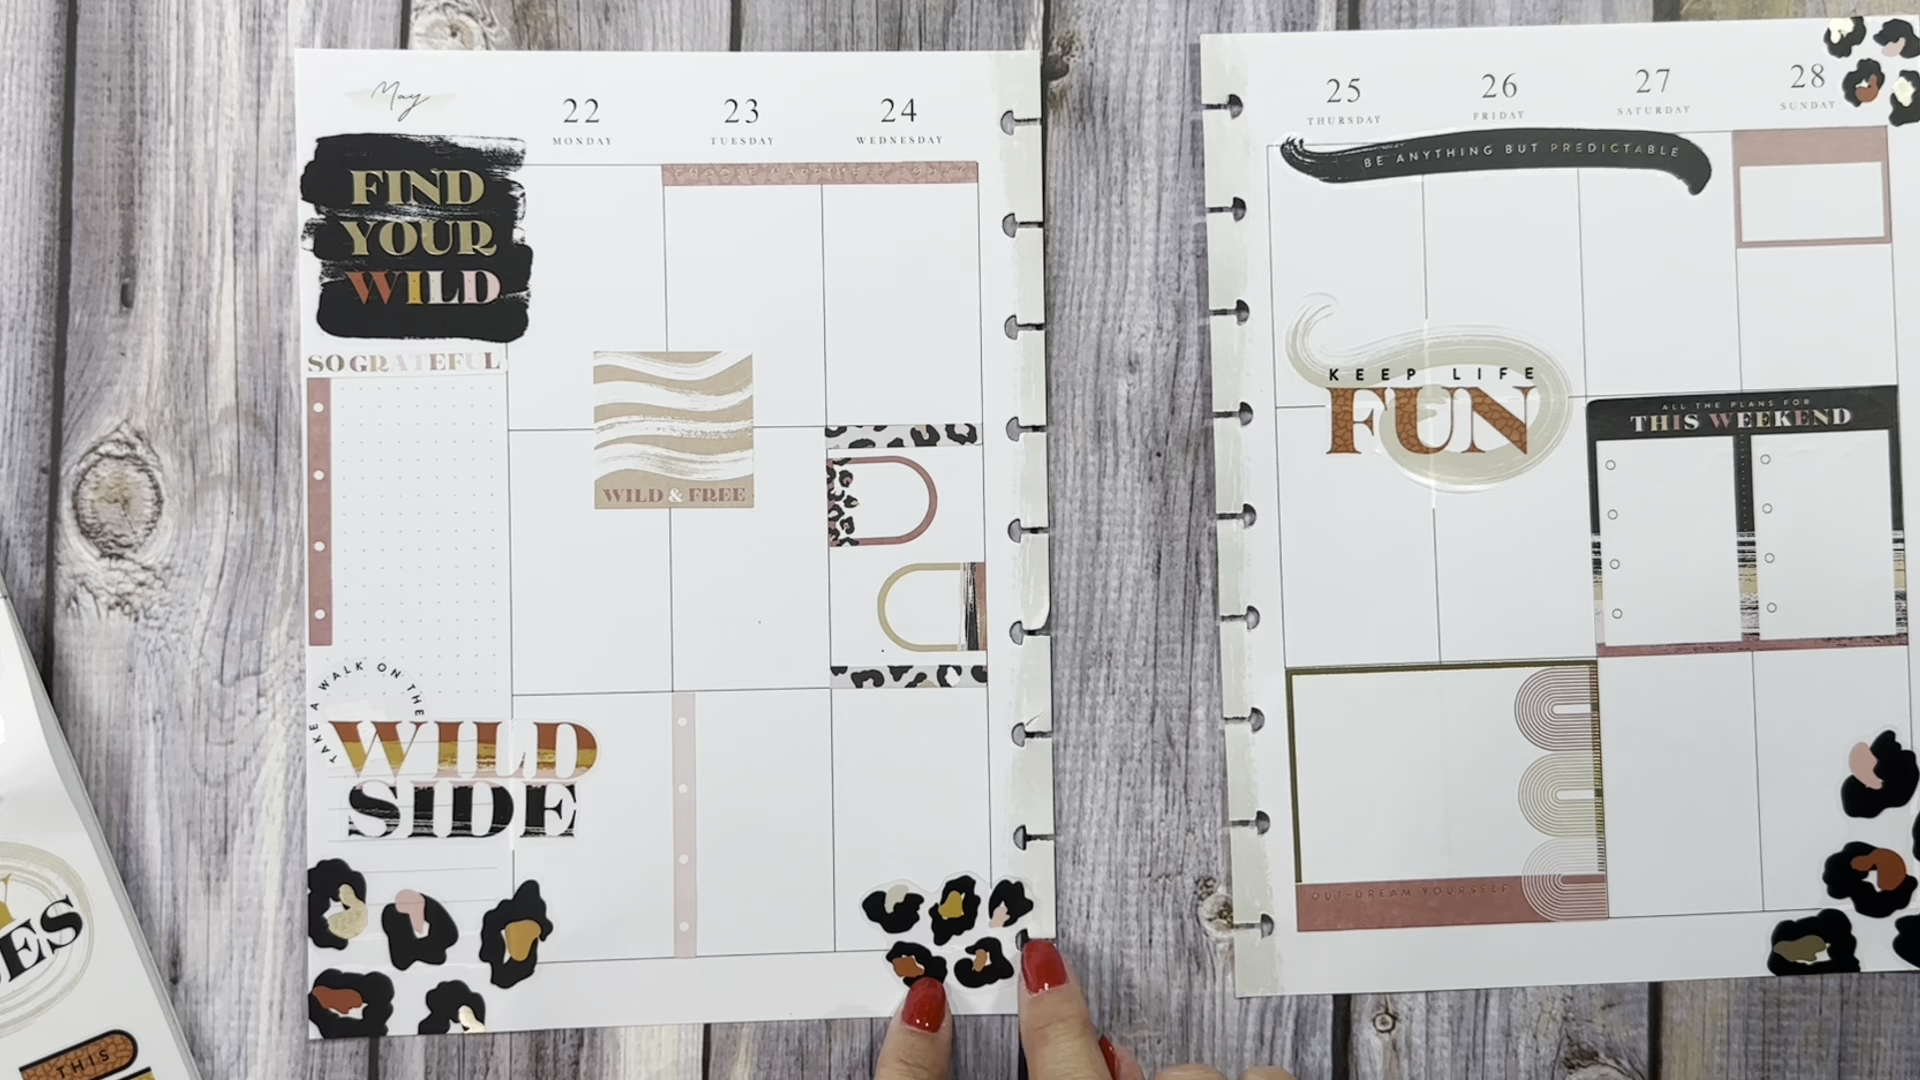 May
22
MONDAY
23
TUESDAY
24
WEDNESDAY
FIND
YOUR
WILD
SO GRATEFUL
CHOOSE HAPPINESS
WILD & FREE
TAKE A WALK ON THE
WILD
SIDE
THIS
25
THURSDAY
26
FRIDAY
27
SATURDAY
28
SUNDAY
BE ANYTHING BUT PREDICTABLE
KEEP LIFE
FUN
ALL THE PLANS FOR
THIS WEEKEND
OUT-DREAM YOURSELF